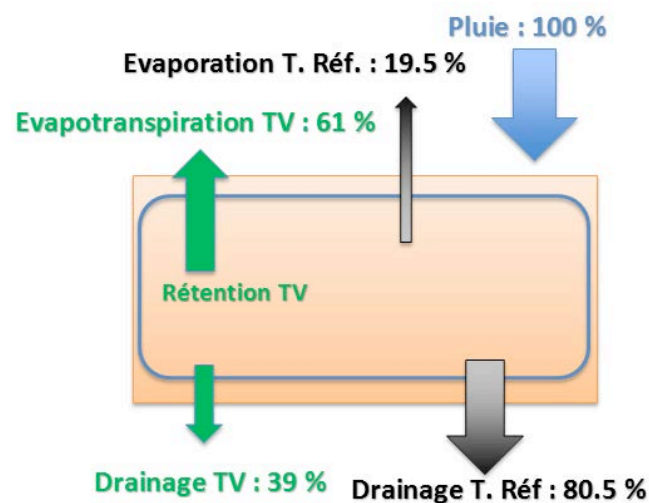 Pluie : 100 %
Evaporation T. Réf. : 19.5 %
Evapotranspiration TV : 61 %
Rétention TV
Drainage TV : 39 %
Drainage T. Réf : 80.5 %